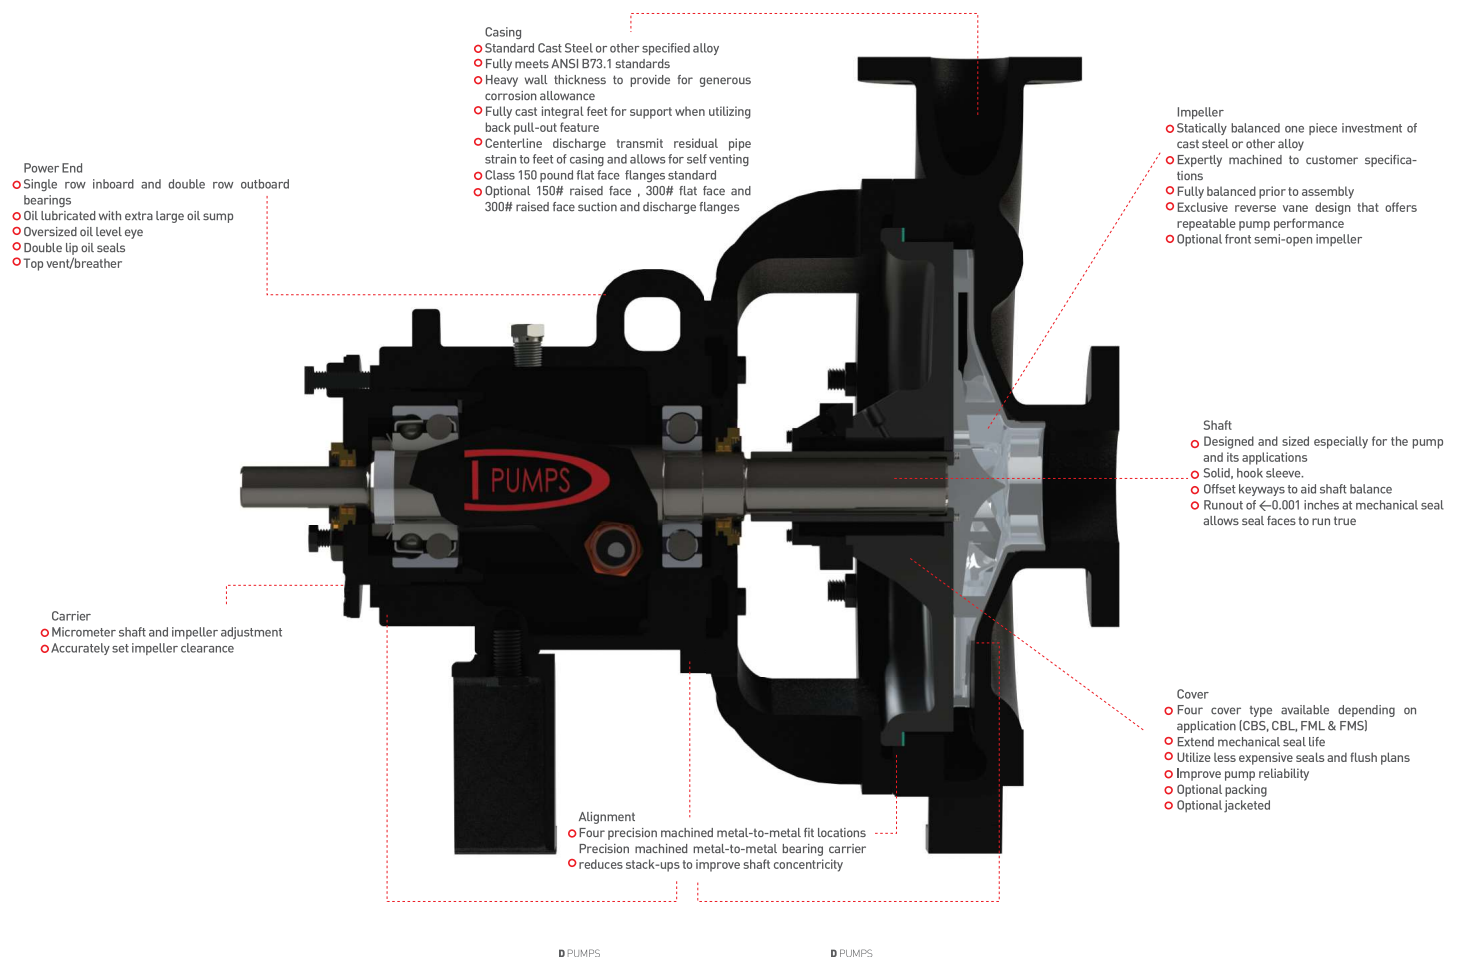 Casing
Standard Cast Steel or other specified alloy
Fully meets ANSI B73.1 standards
Heavy wall thickness to provide for generous
corrosion allowance
Fully cast integral feet for support when utilizing
back pull-out feature
Centerline discharge transmit residual pipe
strain to feet of casing and allows for self venting
Class 150 pound flat face flanges standard
Optional 150# raised face , 300# flat face and
300# raised face suction and discharge flanges
Impeller
Statically balanced one piece investment of
cast steel or other alloy
Expertly machined to customer specifica-
tions
Fully balanced prior to assembly
Exclusive reverse vane design that offers
repeatable pump performance
Optional front semi-open impeller
Power End
Single row inboard and double row outboard
bearings
Oil lubricated with extra large oil sump
Oversized oil level eye
Double lip oil seals
Top vent/breather
D PUMPS
Shaft
Designed and sized especially for the pump
and its applications
Solid, hook sleeve.
Offset keyways to aid shaft balance
Runout of ←0.001 inches at mechanical seal
allows seal faces to run true
Carrier
Micrometer shaft and impeller adjustment
Accurately set impeller clearance
Cover
Four cover type available depending on
application (CBS, CBL, FML & FMS)
Extend mechanical seal life
Utilize less expensive seals and flush plans
Improve pump reliability
Optional packing
Optional jacketed
Alignment
Four precision machined metal-to-metal fit locations
Precision machined metal-to-metal bearing carrier
reduces stack-ups to improve shaft concentricity
D PUMPS
D PUMPS